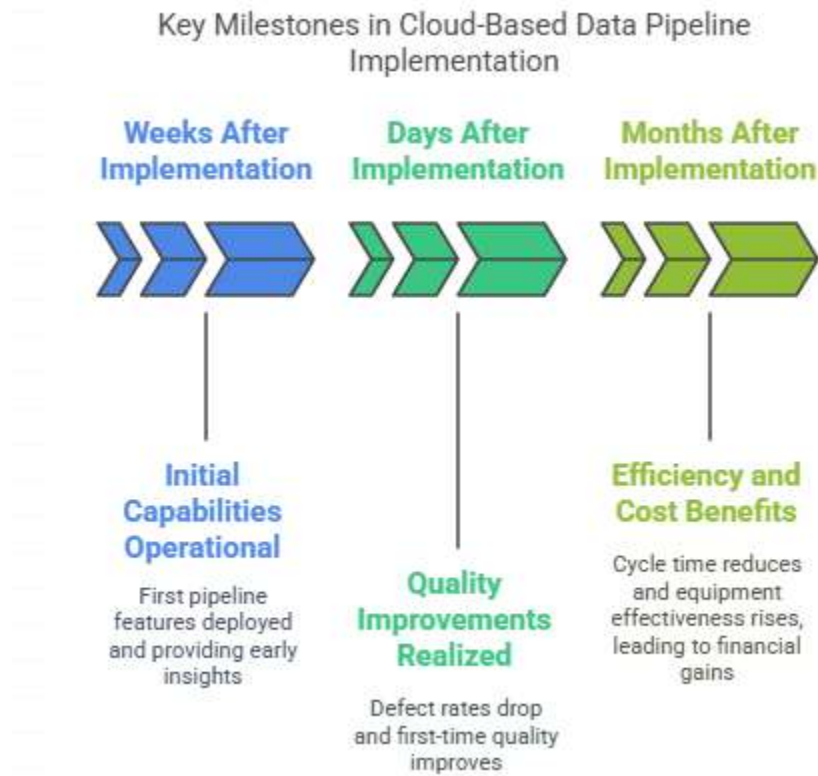 Key Milestones in Cloud-Based Data Pipeline
Implementation
Weeks After
Implementation
Days After
Implementation
Months After
Implementation
Initial
Capabilities
Operational
First pipeline
features deployed
and providing early
insights
Quality
Improvements
Realized
Defect rates drop
and first-time quality
improves
Efficiency and
Cost Benefits
Cycle time reduces
and equipment
effectiveness rises,
leading to financial
gains